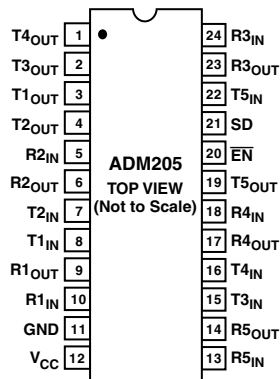 T4OUT 1
T3OUT 2
T1OUT 3
T2OUT 4
R2IN 5
R2OUT 6
T2IN 7
T1IN 8
R1OUT 9
R1IN 10
GND 11
VCC 12
ADM205
TOP VIEW
(Not to Scale)
24 R3IN
23 R3OUT
22 T5IN
21 SD
20 E̅N̅
19 T5OUT
18 R4IN
17 R4OUT
16 T4IN
15 T3IN
14 R5OUT
13 R5IN